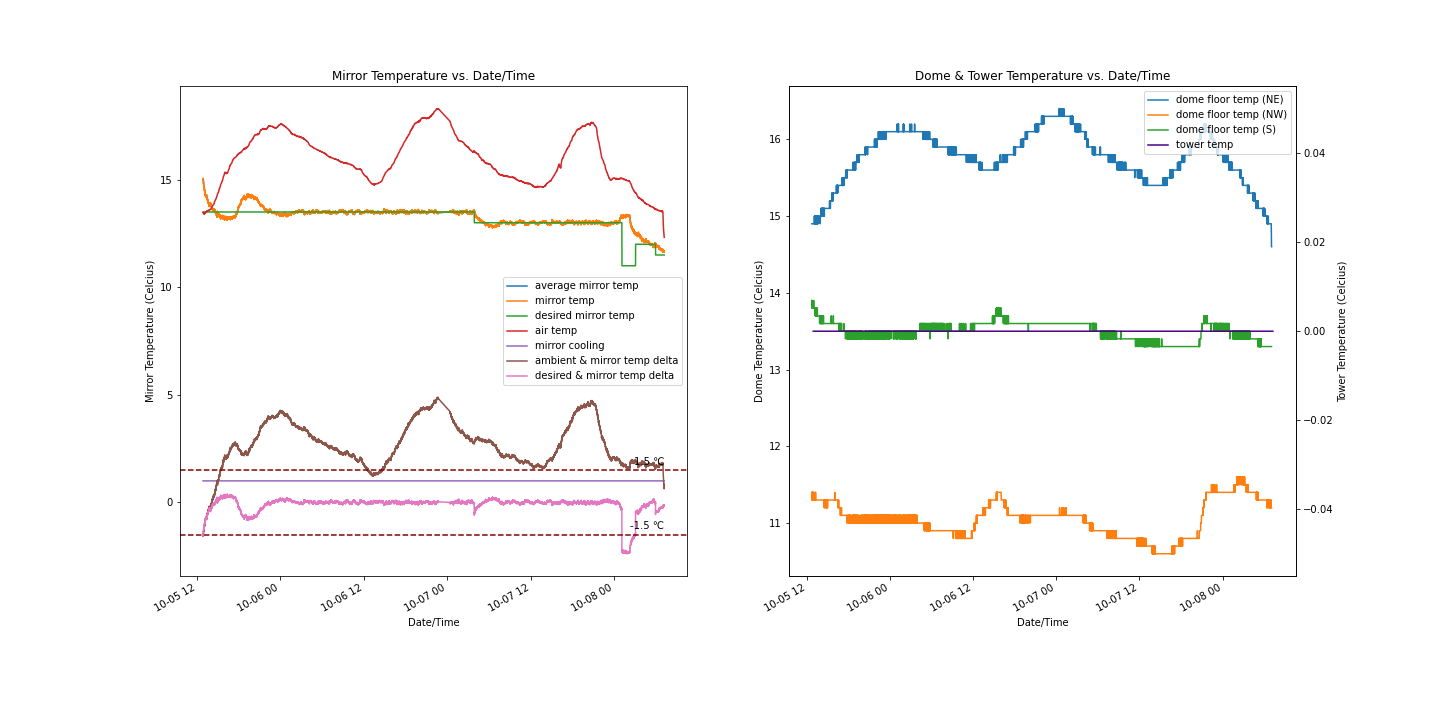 Mirror Temperature vs. Date/Time
Mirror Temperature (Celcius)
15
10
5
0
average mirror temp
mirror temp
desired mirror temp
air temp
mirror cooling
ambient & mirror temp delta
desired & mirror temp delta
1.5 ℃
-1.5 ℃
10-05 12
10-06 00
10-06 12
10-07 00
10-07 12
10-08 00
Date/Time
Dome & Tower Temperature vs. Date/Time
Dome Temperature (Celcius)
16
15
14
13
12
11
dome floor temp (NE)
dome floor temp (NW)
dome floor temp (S)
tower temp
0.04
0.02
0.00
−0.02
−0.04
Tower Temperature (Celcius)
10-05 12
10-06 00
10-06 12
10-07 00
10-07 12
10-08 00
Date/Time